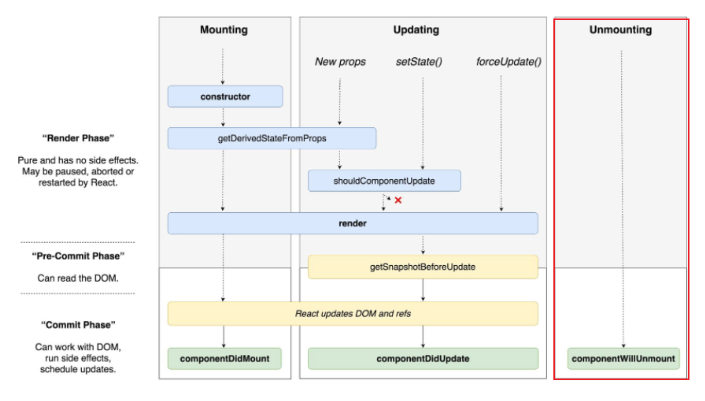 Mounting
Updating
Unmounting
New props
setState()
forceUpdate()
constructor
“Render Phase”
getDerivedStateFromProps
Pure and has no side effects.
May be paused, aborted or
restarted by React.
shouldComponentUpdate
render
“Pre-Commit Phase”
getSnapshotBeforeUpdate
Can read the DOM.
React updates DOM and refs
“Commit Phase”
Can work with DOM,
run side effects,
schedule updates.
componentDidMount
componentDidUpdate
componentWillUnmount